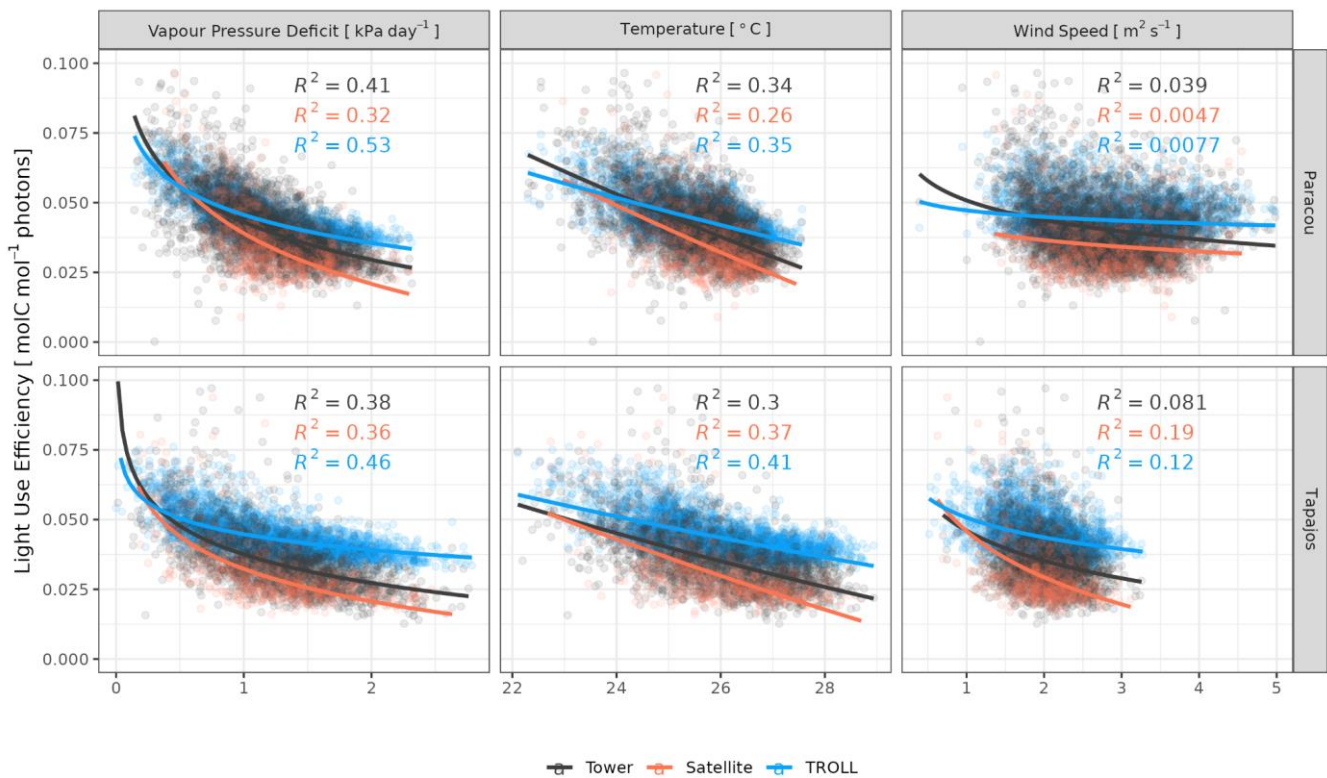 Vapour Pressure Deficit [ kPa day⁻¹ ]
Temperature [ ° C ]
Wind Speed [ m² s⁻¹ ]
Light Use Efficiency [ molC mol⁻¹ photons]
0.100
0.075
0.050
0.025
0.000
R² = 0.41
R² = 0.32
R² = 0.53
R² = 0.34
R² = 0.26
R² = 0.35
R² = 0.039
R² = 0.0047
R² = 0.0077
Paracou
0.100
0.075
0.050
0.025
0.000
R² = 0.38
R² = 0.36
R² = 0.46
R² = 0.3
R² = 0.37
R² = 0.41
R² = 0.081
R² = 0.19
R² = 0.12
Tapajos
0 1 2
22 24 26 28
1 2 3 4 5
a Tower a Satellite a TROLL